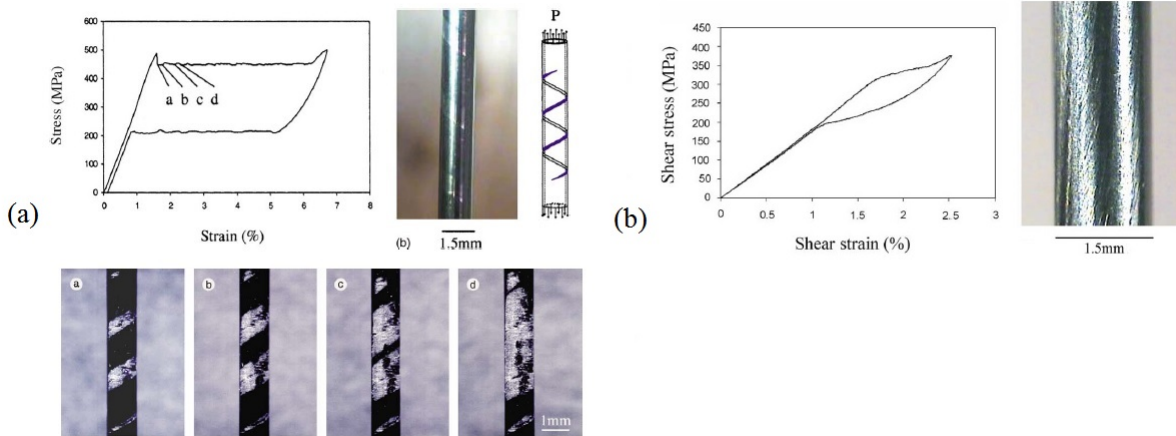 600
500
400
300
200
100
0
Stress (MPa)
a b c d
0 1 2 3 4 5 6 7 8
Strain (%)
(a)
(b)
1.5mm
P
450
400
350
300
250
200
150
100
50
0
Shear stress (MPa)
0 0.5 1 1.5 2 2.5 3
Shear strain (%)
(b)
1.5mm
a
b
c
d
1mm